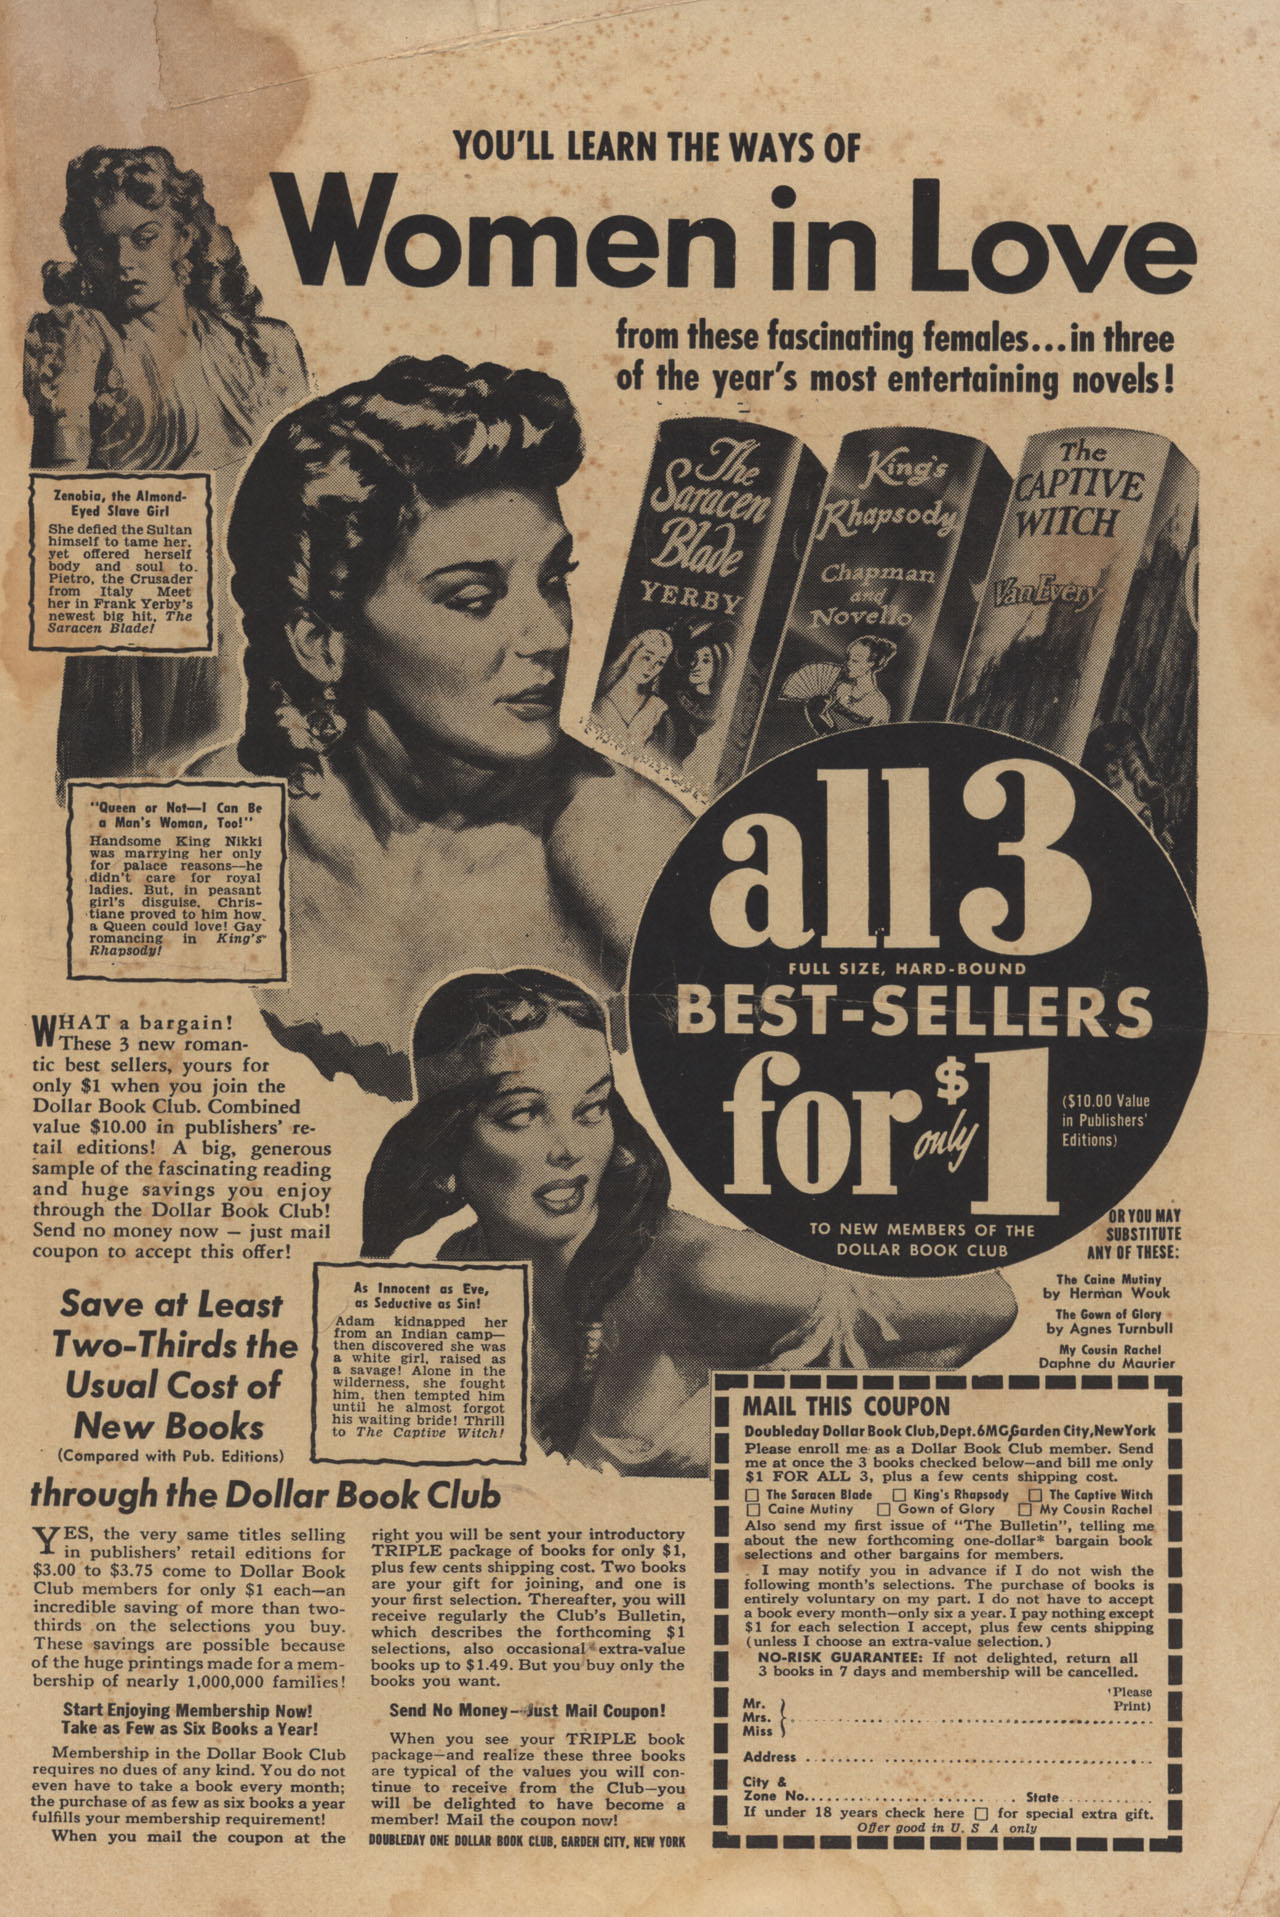 YOU'LL LEARN THE WAYS OF
Women in Love
from these fascinating females...in three
of the year's most entertaining novels!
The
Saracen
Blade
YERBY
King's
Rhapsody
Chapman
and
Novello
The
CAPTIVE
WITCH
Van Every
Zenobia, the Almond-
Eyed Slave Girl
She defied the Sultan
himself to tame her,
yet offered herself
body and soul to
Pietro, the Crusader
from Italy Meet
her in Frank Yerby's
newest big hit, The
Saracen Blade!
"Queen or Not—I Can Be
a Man's Woman, Too!"
Handsome King Nikki
was marrying her only
for palace reasons—he
didn't care for royal
ladies. But, in peasant
girl's disguise, Chris-
tiane proved to him how
a Queen could love! Gay
romancing in King's
Rhapsody!
all 3
FULL SIZE, HARD-BOUND
BEST-SELLERS
for only $1
($10.00 Value
in Publishers'
Editions)
TO NEW MEMBERS OF THE
DOLLAR BOOK CLUB
OR YOU MAY
SUBSTITUTE
ANY OF THESE:
The Caine Mutiny
by Herman Wouk
The Gown of Glory
by Agnes Turnbull
My Cousin Rachel
Daphne du Maurier
WHAT a bargain!
These 3 new roman-
tic best sellers, yours for
only $1 when you join the
Dollar Book Club. Combined
value $10.00 in publishers' re-
tail editions! A big, generous
sample of the fascinating reading
and huge savings you enjoy
through the Dollar Book Club!
Send no money now — just mail
coupon to accept this offer!
As Innocent as Eve,
as Seductive as Sin!
Adam kidnapped her
from an Indian camp—
then discovered she was
a white girl, raised as
a savage! Alone in the
wilderness, she fought
him, then tempted him
until he almost forgot
his waiting bride! Thrill
to The Captive Witch!
Save at Least
Two-Thirds the
Usual Cost of
New Books
(Compared with Pub. Editions)
through the Dollar Book Club
YES, the very same titles selling
in publishers' retail editions for
$3.00 to $3.75 come to Dollar Book
Club members for only $1 each—an
incredible saving of more than two-
thirds on the selections you buy.
These savings are possible because
of the huge printings made for a mem-
bership of nearly 1,000,000 families!
Start Enjoying Membership Now!
Take as Few as Six Books a Year!
Membership in the Dollar Book Club
requires no dues of any kind. You do not
even have to take a book every month;
the purchase of as few as six books a year
fulfills your membership requirement!
When you mail the coupon at the
right you will be sent your introductory
TRIPLE package of books for only $1,
plus few cents shipping cost. Two books
are your gift for joining, and one is
your first selection. Thereafter, you will
receive regularly the Club's Bulletin,
which describes the forthcoming $1
selections, also occasional extra-value
books up to $1.49. But you buy only the
books you want.
Send No Money—Just Mail Coupon!
When you see your TRIPLE book
package—and realize these three books
are typical of the values you will con-
tinue to receive from the Club—you
will be delighted to have become a
member! Mail the coupon now!
DOUBLEDAY ONE DOLLAR BOOK CLUB, GARDEN CITY, NEW YORK
MAIL THIS COUPON
Doubleday Dollar Book Club, Dept. 6MG, Garden City, New York
Please enroll me as a Dollar Book Club member. Send
me at once the 3 books checked below—and bill me only
$1 FOR ALL 3, plus a few cents shipping cost.
☐ The Saracen Blade ☐ King's Rhapsody ☐ The Captive Witch
☐ Caine Mutiny ☐ Gown of Glory ☐ My Cousin Rachel
Also send my first issue of "The Bulletin", telling me
about the new forthcoming one-dollar* bargain book
selections and other bargains for members.
I may notify you in advance if I do not wish the
following month's selections. The purchase of books is
entirely voluntary on my part. I do not have to accept
a book every month—only six a year. I pay nothing except
$1 for each selection I accept, plus few cents shipping
(unless I choose an extra-value selection.)
NO-RISK GUARANTEE: If not delighted, return all
3 books in 7 days and membership will be cancelled.
(Please
Print)
Mr.
Mrs.
Miss
Address
City &
Zone No. State
If under 18 years check here ☐ for special extra gift.
Offer good in U. S A only